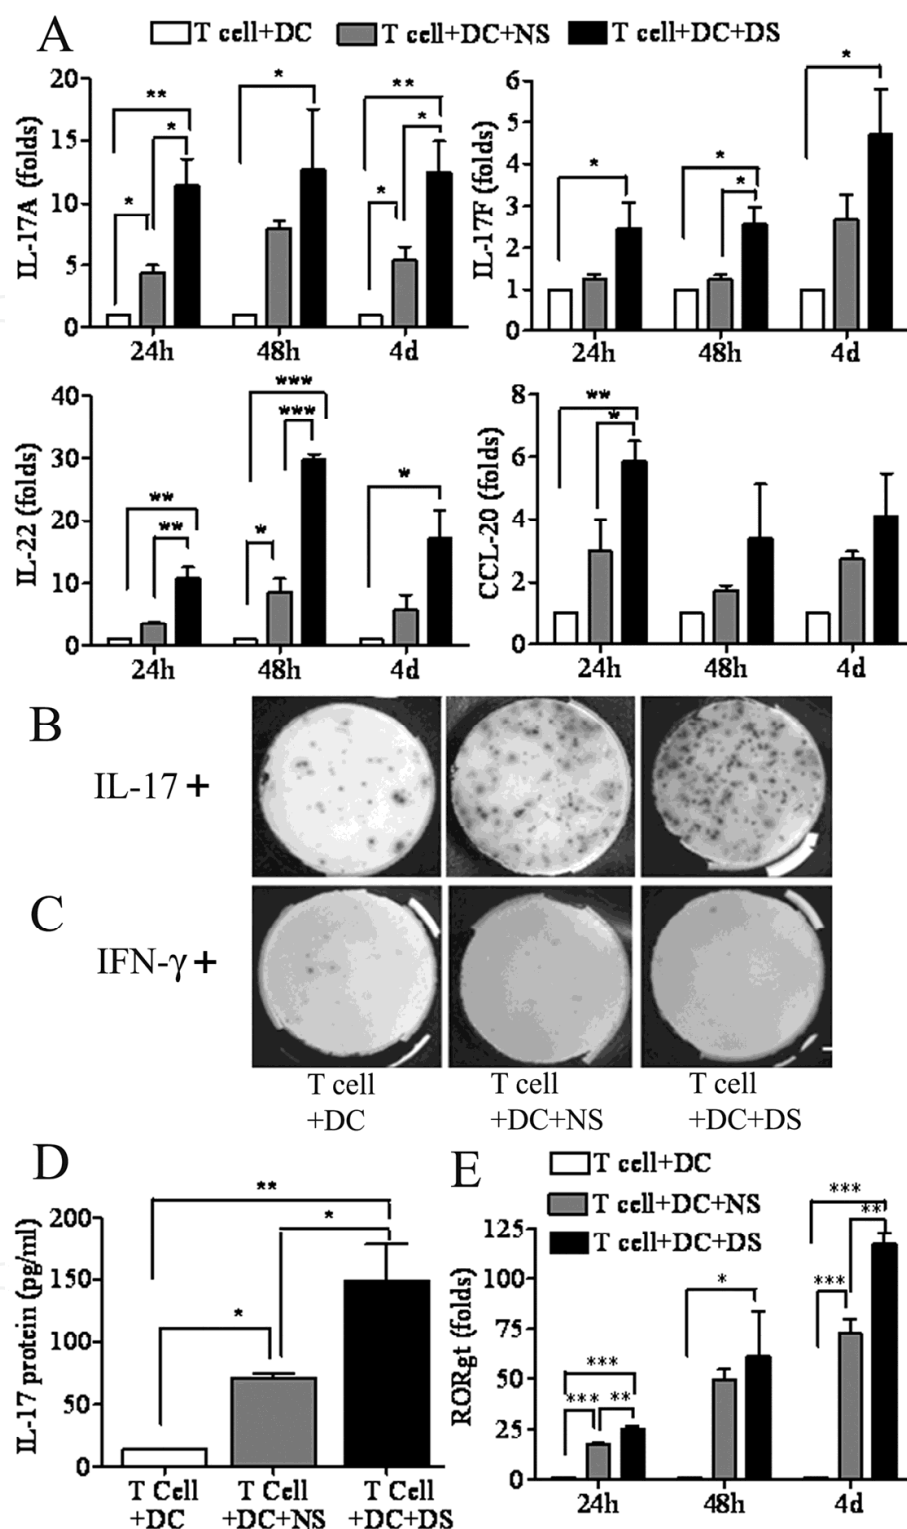 A
T cell+DC
T cell+DC+NS
T cell+DC+DS
IL-17A (folds)
20
15
10
5
0
**
*
*
*
**
*
*
24h
48h
4d
IL-17F (folds)
6
5
4
3
2
1
0
*
*
*
*
24h
48h
4d
IL-22 (folds)
40
30
20
10
0
**
**
***
***
*
*
24h
48h
4d
CCL-20 (folds)
8
6
4
2
0
**
*
24h
48h
4d
B
IL-17+
C
IFN-γ+
T cell
+DC
T cell
+DC+NS
T cell
+DC+DS
D
IL-17 protein (pg/ml)
200
150
100
50
0
**
*
*
T Cell
+DC
T Cell
+DC+NS
T Cell
+DC+DS
E
T cell+DC
T cell+DC+NS
T cell+DC+DS
RORgt (folds)
125
100
75
50
25
0
***
***
**
*
***
**
***
24h
48h
4d